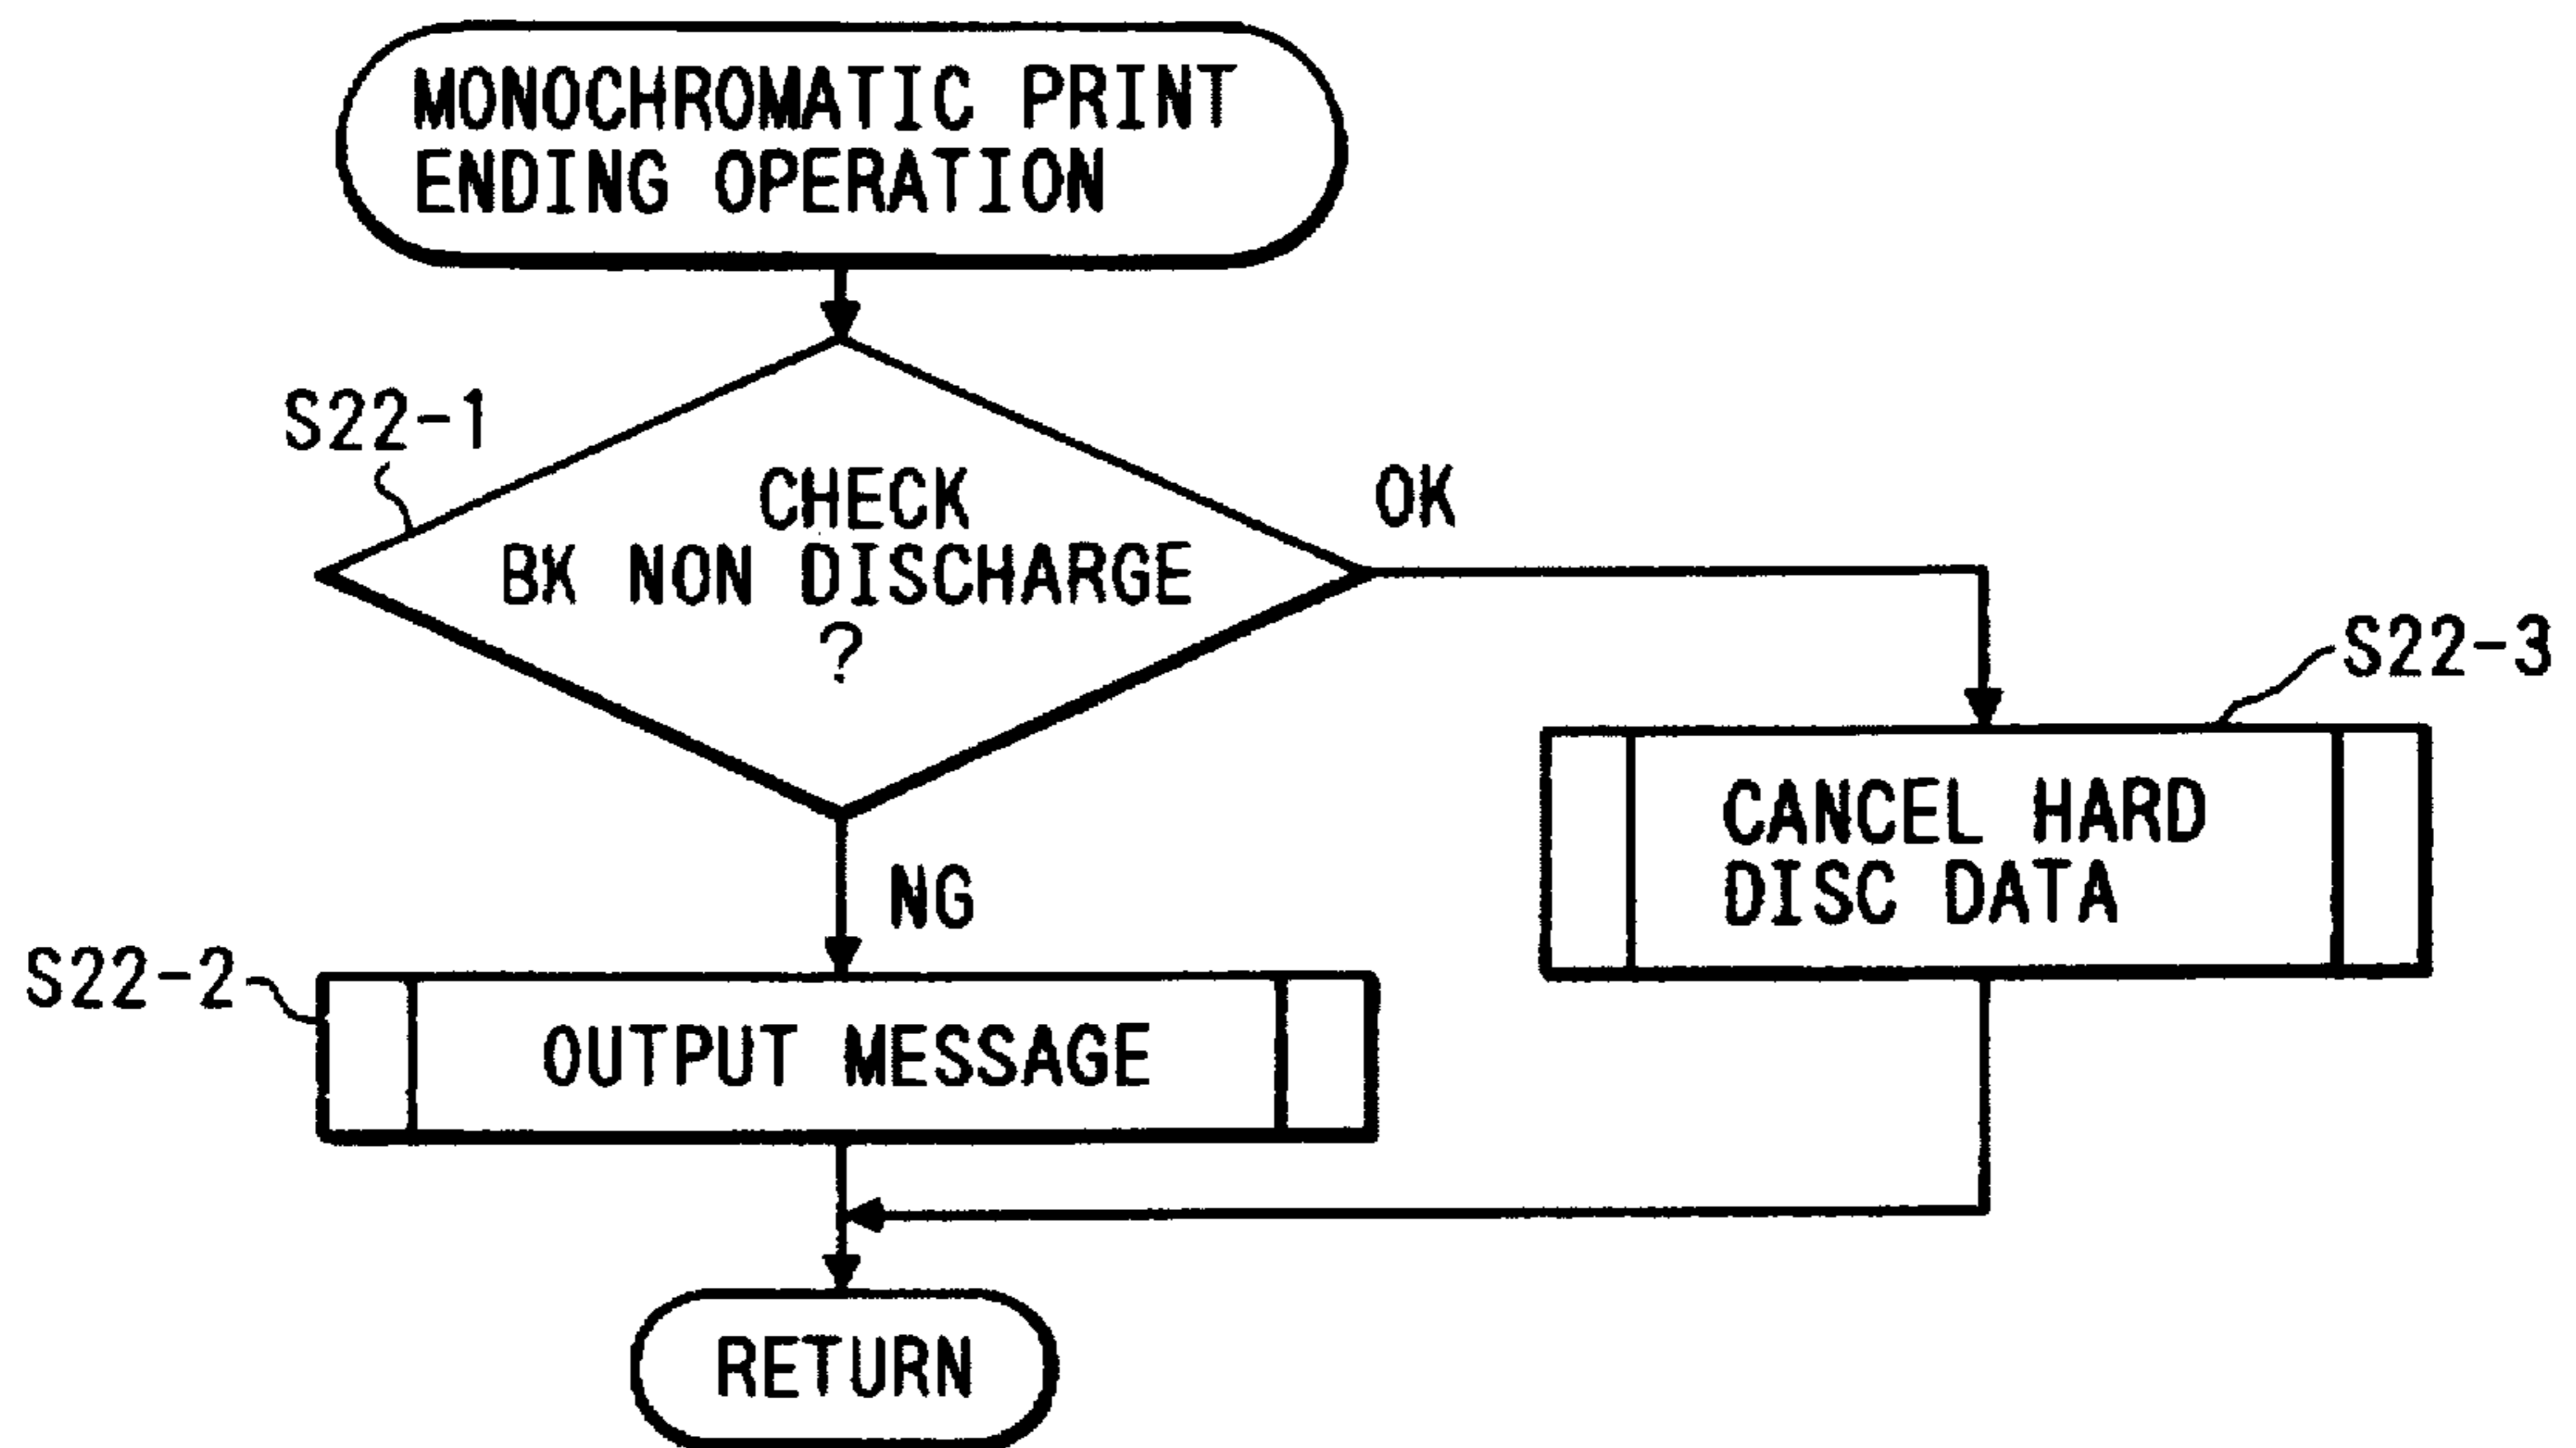 MONOCHROMATIC PRINT
ENDING OPERATION
S22-1
CHECK
BK NON DISCHARGE
?
OK
S22-3
CANCEL HARD
DISC DATA
NG
S22-2
OUTPUT MESSAGE
RETURN